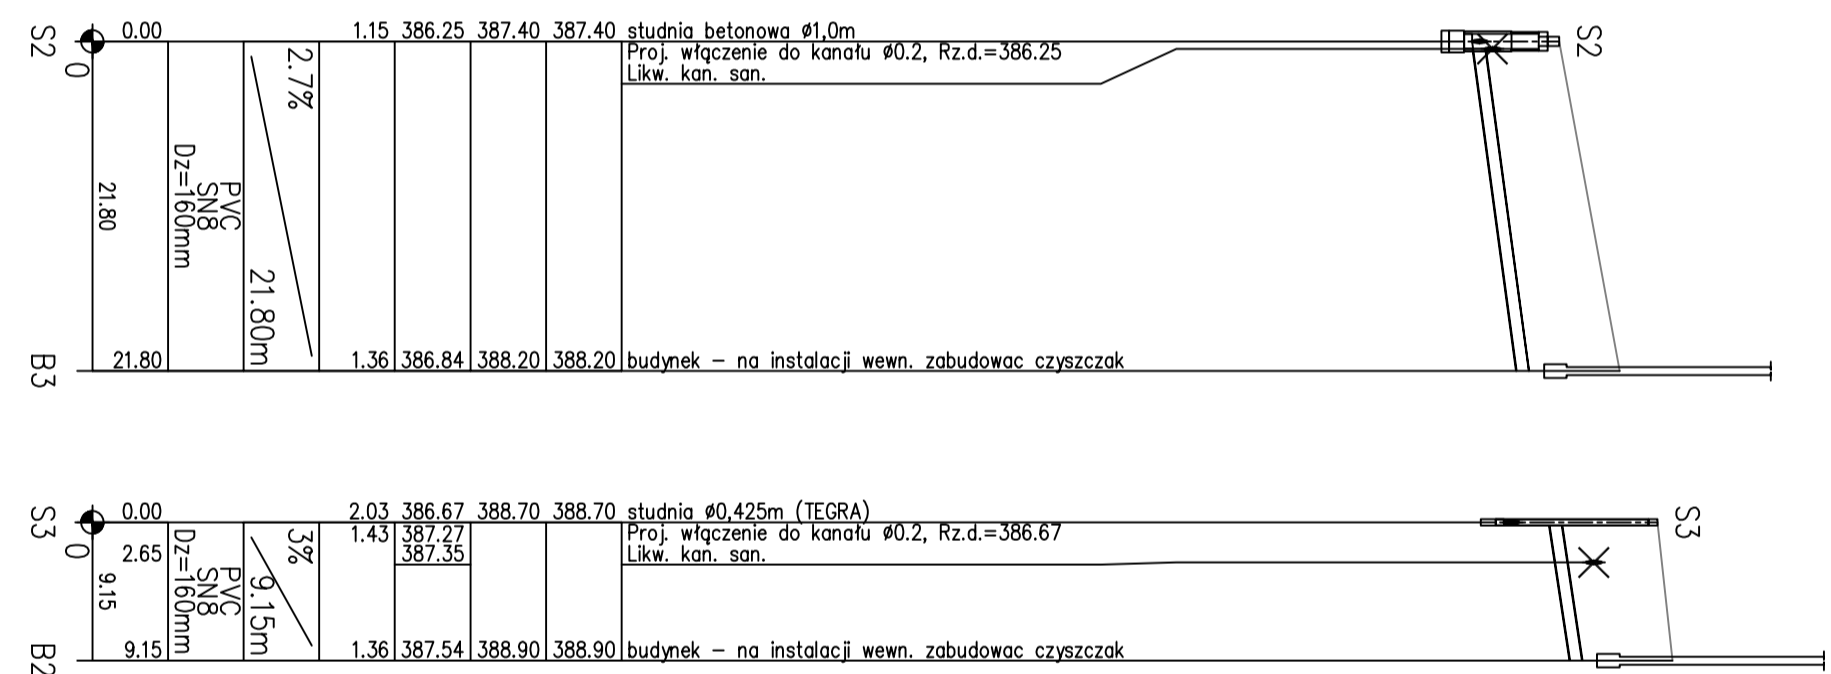 S2
0
0.00
1.15 386.25 387.40 387.40 studnia betonowa ø1,0m
Proj. włączenie do kanału ø0.2, Rz.d.=386.25
Likw. kan. san.
S2
2.7%
21.80m
PVC
SN8
Dz=160mm
21.80
B3
21.80
1.36 386.84 388.20 388.20 budynek – na instalacji wewn. zabudowac czyszczak
S3
0
0.00
2.03 386.67 388.70 388.70 studnia ø0,425m (TEGRA)
1.43 387.27 Proj. włączenie do kanału ø0.2, Rz.d.=386.67
2.65 387.35 Likw. kan. san.
S3
3%
9.15m
PVC
SN8
Dz=160mm
9.15
B2
9.15
1.36 387.54 388.90 388.90 budynek – na instalacji wewn. zabudowac czyszczak